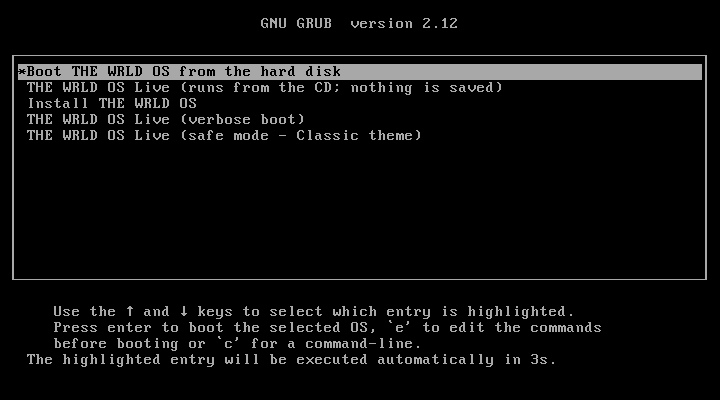 GNU GRUB  version 2.12
*Boot THE WRLD OS from the hard disk
THE WRLD OS Live (runs from the CD; nothing is saved)
Install THE WRLD OS
THE WRLD OS Live (verbose boot)
THE WRLD OS Live (safe mode - Classic theme)
Use the ↑ and ↓ keys to select which entry is highlighted.
Press enter to boot the selected OS, `e' to edit the commands
before booting or `c' for a command-line.
The highlighted entry will be executed automatically in 3s.